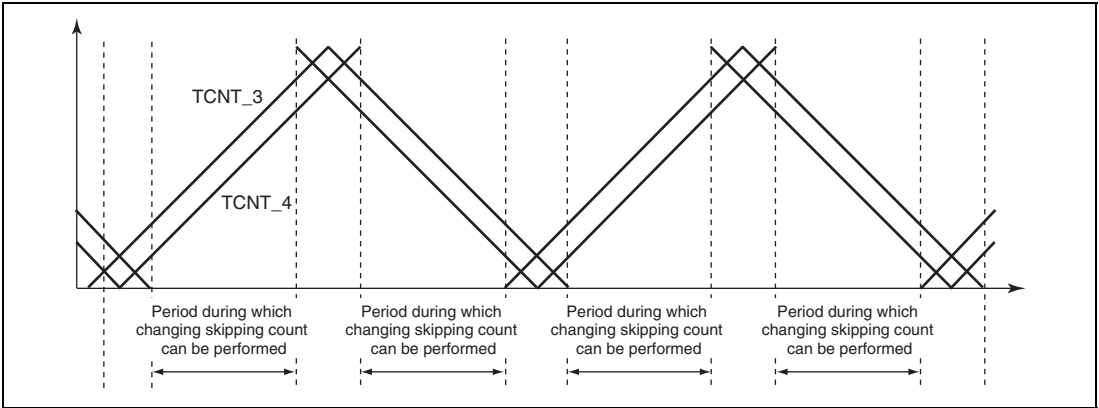 TCNT_3
TCNT_4
Period during which
changing skipping count
can be performed
Period during which
changing skipping count
can be performed
Period during which
changing skipping count
can be performed
Period during which
changing skipping count
can be performed